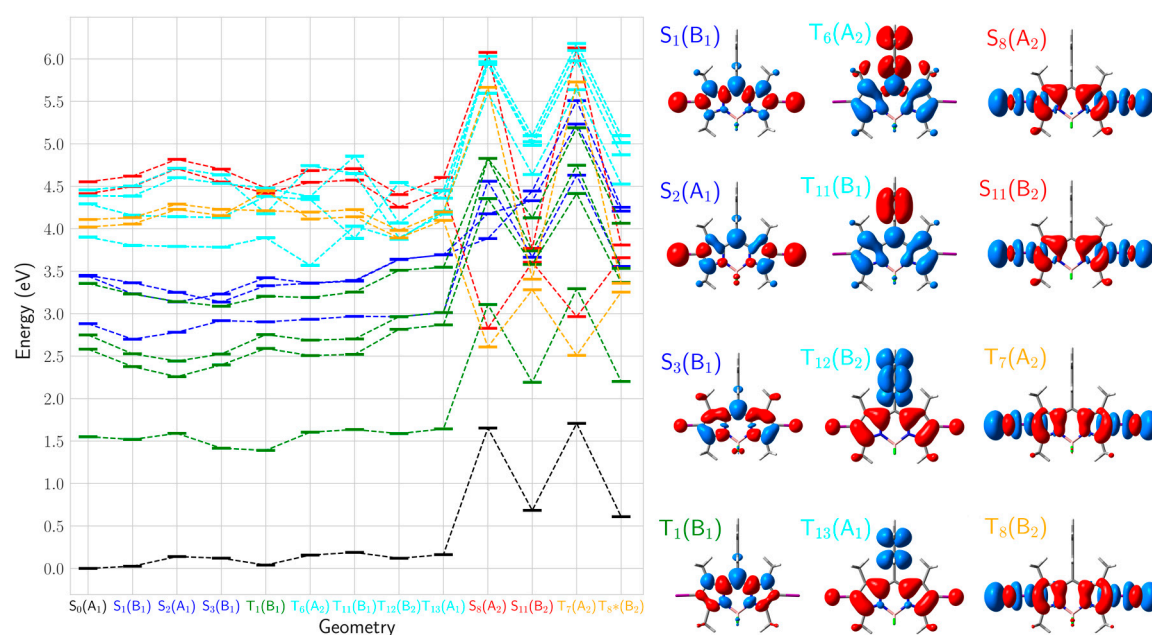 6.0
5.5
5.0
4.5
4.0
3.5
3.0
2.5
2.0
1.5
1.0
0.5
0.0
Energy (eV)
S₀(A₁) S₁(B₁) S₂(A₁) S₃(B₁) T₁(B₁) T₆(A₂) T₁₁(B₁) T₁₂(B₂) T₁₃(A₁) S₈(A₂) S₁₁(B₂) T₇(A₂) T₈*(B₂)
Geometry
S₁(B₁) T₆(A₂) S₈(A₂)
S₂(A₁) T₁₁(B₁) S₁₁(B₂)
S₃(B₁) T₁₂(B₂) T₇(A₂)
T₁(B₁) T₁₃(A₁) T₈(B₂)